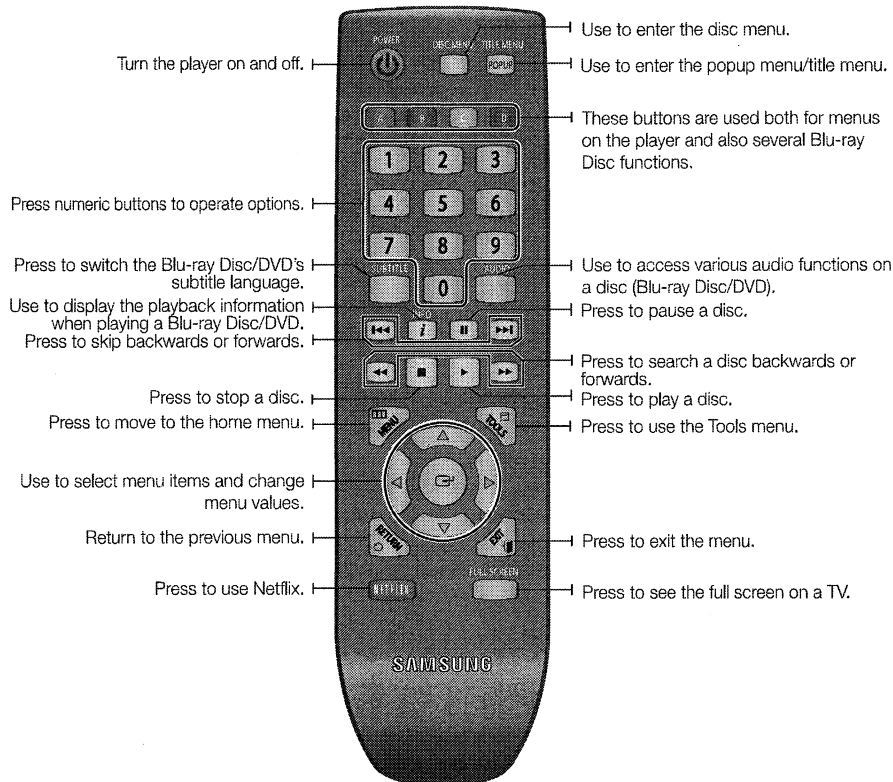 Use to enter the disc menu.
POWER
DISC MENU TITLE MENU
Turn the player on and off.
POPUP
Use to enter the popup menu/title menu.
A B C D
These buttons are used both for menus
on the player and also several Blu-ray
Disc functions.
1 2 3
Press numeric buttons to operate options.
4 5 6
7 8 9
Press to switch the Blu-ray Disc/DVD's
subtitle language.
SUBTITLE
0
AUDIO
Use to access various audio functions on
a disc (Blu-ray Disc/DVD).
Use to display the playback information
when playing a Blu-ray Disc/DVD.
INFO
i
Press to pause a disc.
Press to skip backwards or forwards.
Press to search a disc backwards or
forwards.
Press to stop a disc.
Press to play a disc.
Press to move to the home menu.
MENU
TOOLS
Press to use the Tools menu.
Use to select menu items and change
menu values.
Return to the previous menu.
RETURN
EXIT
Press to exit the menu.
Press to use Netflix.
NETFLIX
FULL SCREEN
Press to see the full screen on a TV.
SAMSUNG